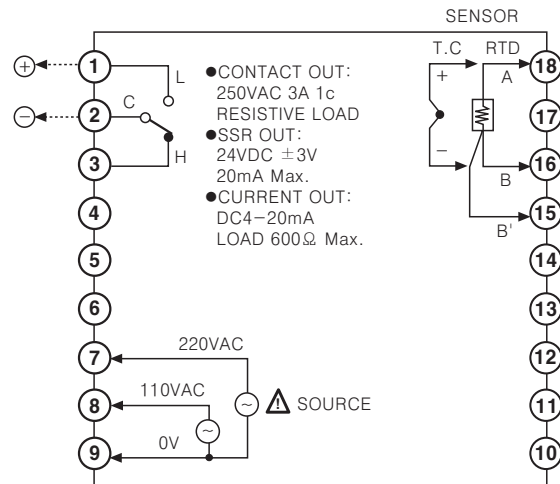 SENSOR
T.C RTD
+ 1 L ●CONTACT OUT: + A 18
250VAC 3A 1c
− 2 C RESISTIVE LOAD 17
●SSR OUT:
3 H 24VDC ±3V − B 16
20mA Max.
4 ●CURRENT OUT: 15
DC4−20mA B'
LOAD 600Ω Max.
5 14
6 13
220VAC
7 12
110VAC
8 ~ ! SOURCE 11
~
0V
9 10